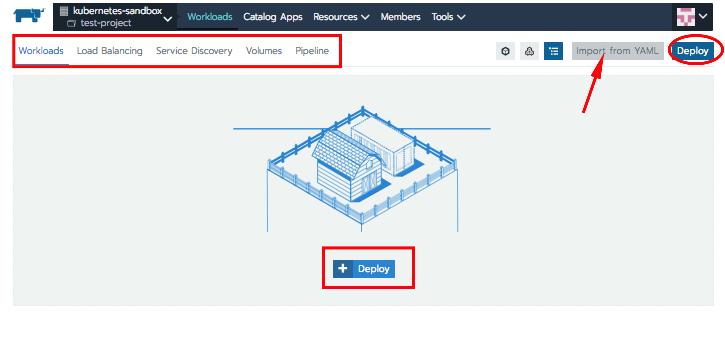 kubernetes-sandbox
test-project
Workloads Catalog Apps Resources Members Tools
Workloads Load Balancing Service Discovery Volumes Pipeline Import from YAML Deploy
+ Deploy